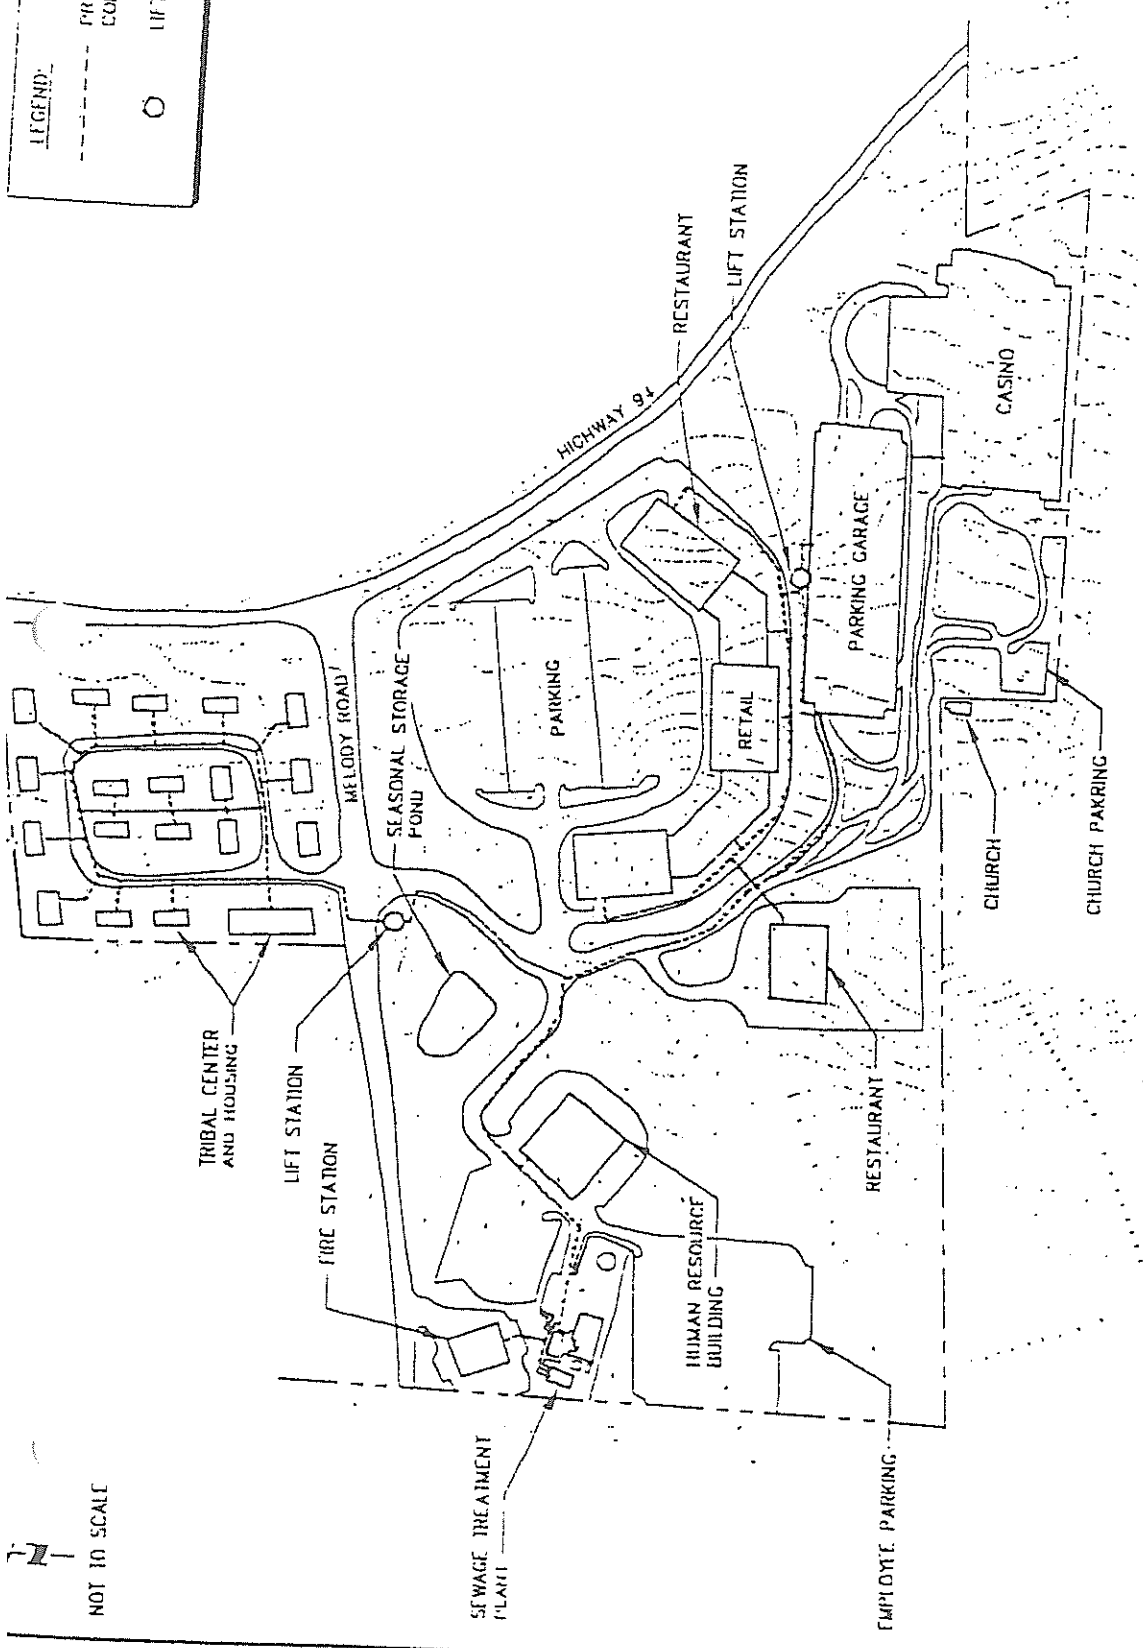 LEGEND:
NOT TO SCALE
TRIBAL CENTER
AND HOUSING
LIFT STATION
FIRE STATION
SEWAGE TREATMENT
PLANT
MELODY ROAD
SEASONAL STORAGE
POND
HIGHWAY 94
PARKING
RESTAURANT
LIFT STATION
RETAIL
PARKING GARAGE
CASINO
HUMAN RESOURCE
BUILDING
RESTAURANT
CHURCH
CHURCH PAKRING
EMPLOYEE PARKING